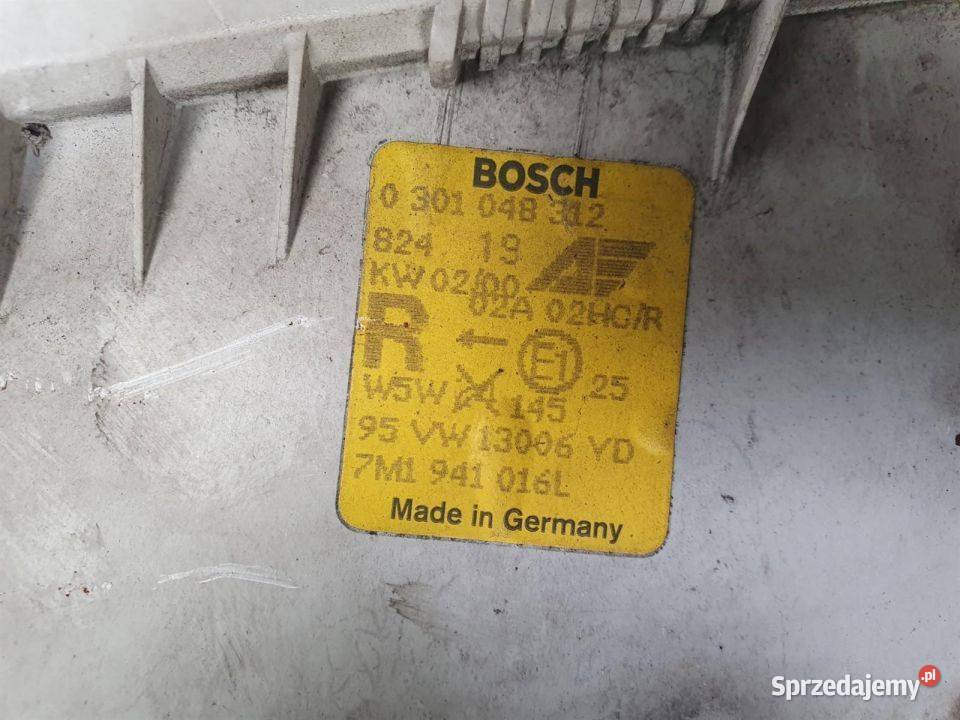 BOSCH
0 301 048 312
824 19
KW 02/00
02A 02HC/R
R
E1 25
W5W 145
95 VW 13006 YD
7M1 941 016L
Made in Germany
Sprzedajemy.pl